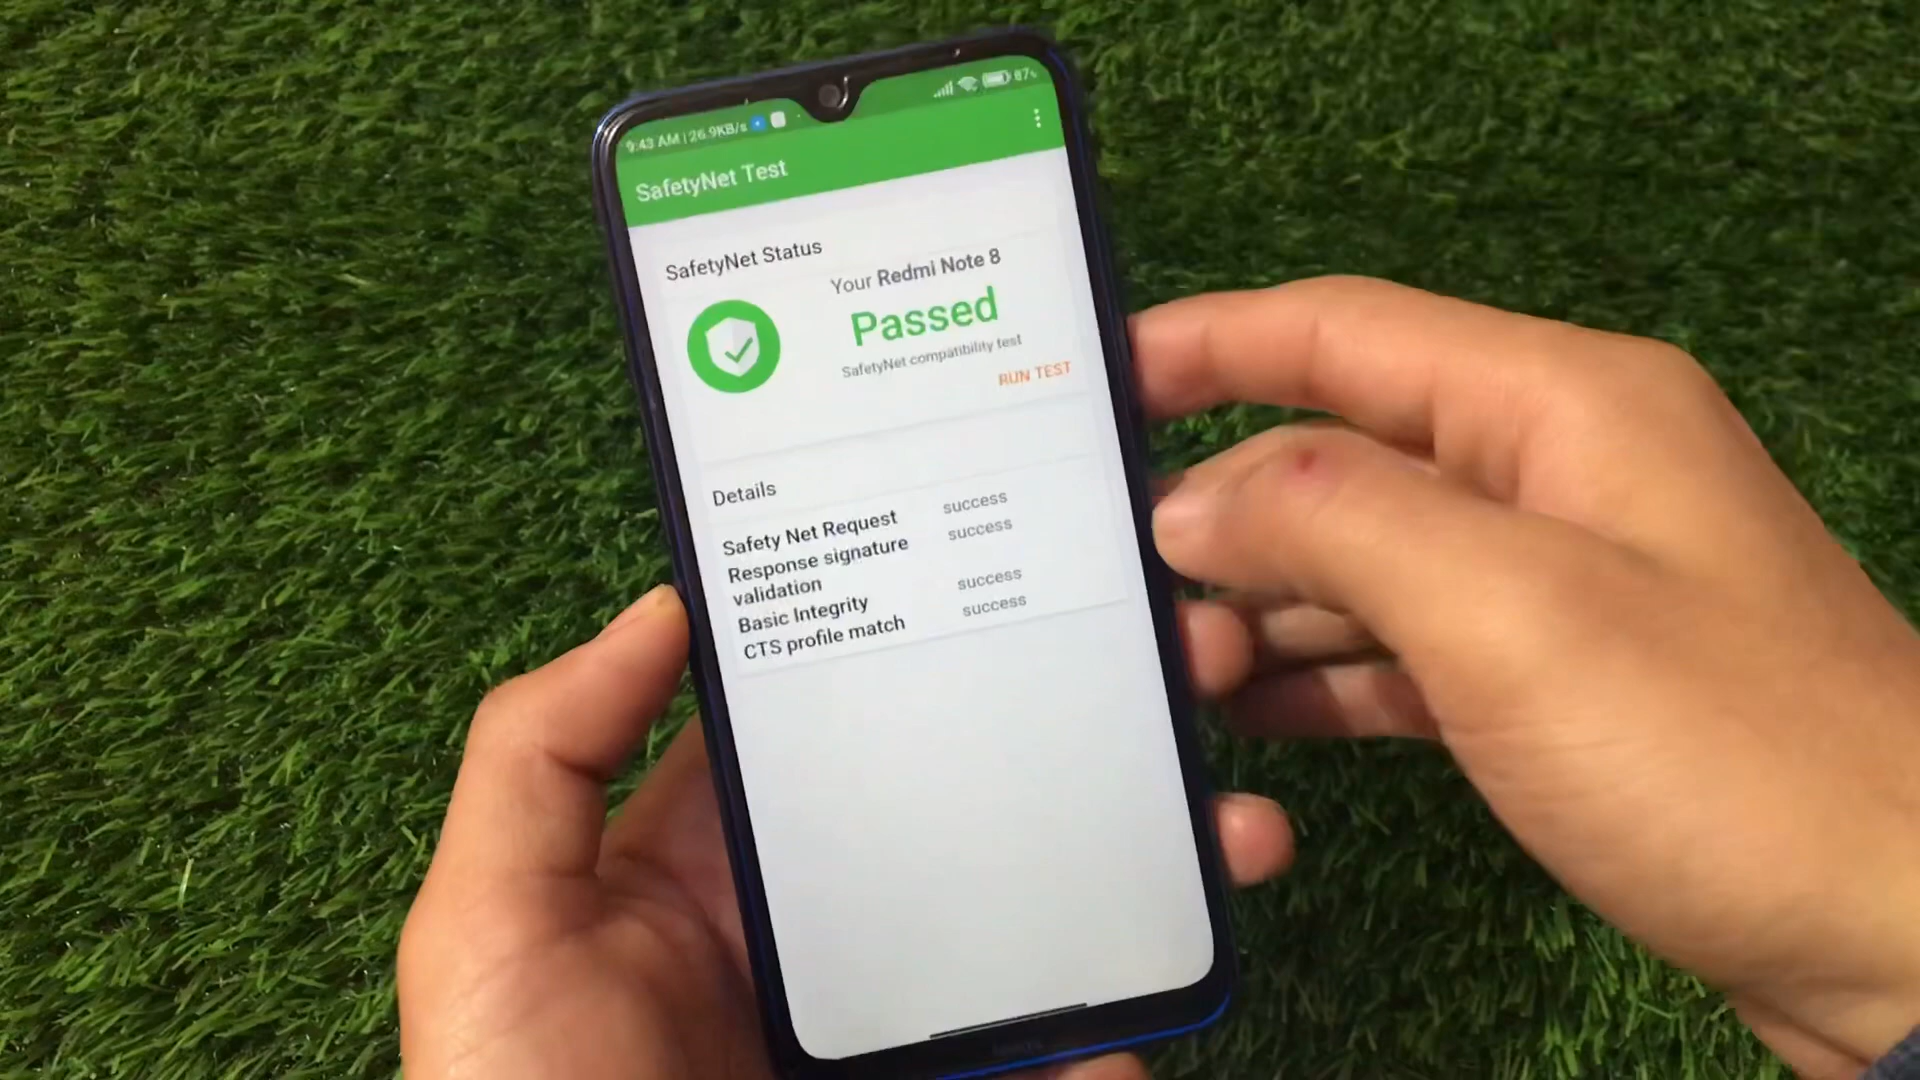 9:43 AM | 26.9KB/s
87%
SafetyNet Test
SafetyNet Status
Your Redmi Note 8
Passed
SafetyNet compatibility test
RUN TEST
Details
Safety Net Request success
Response signature validation success
Basic Integrity success
CTS profile match success